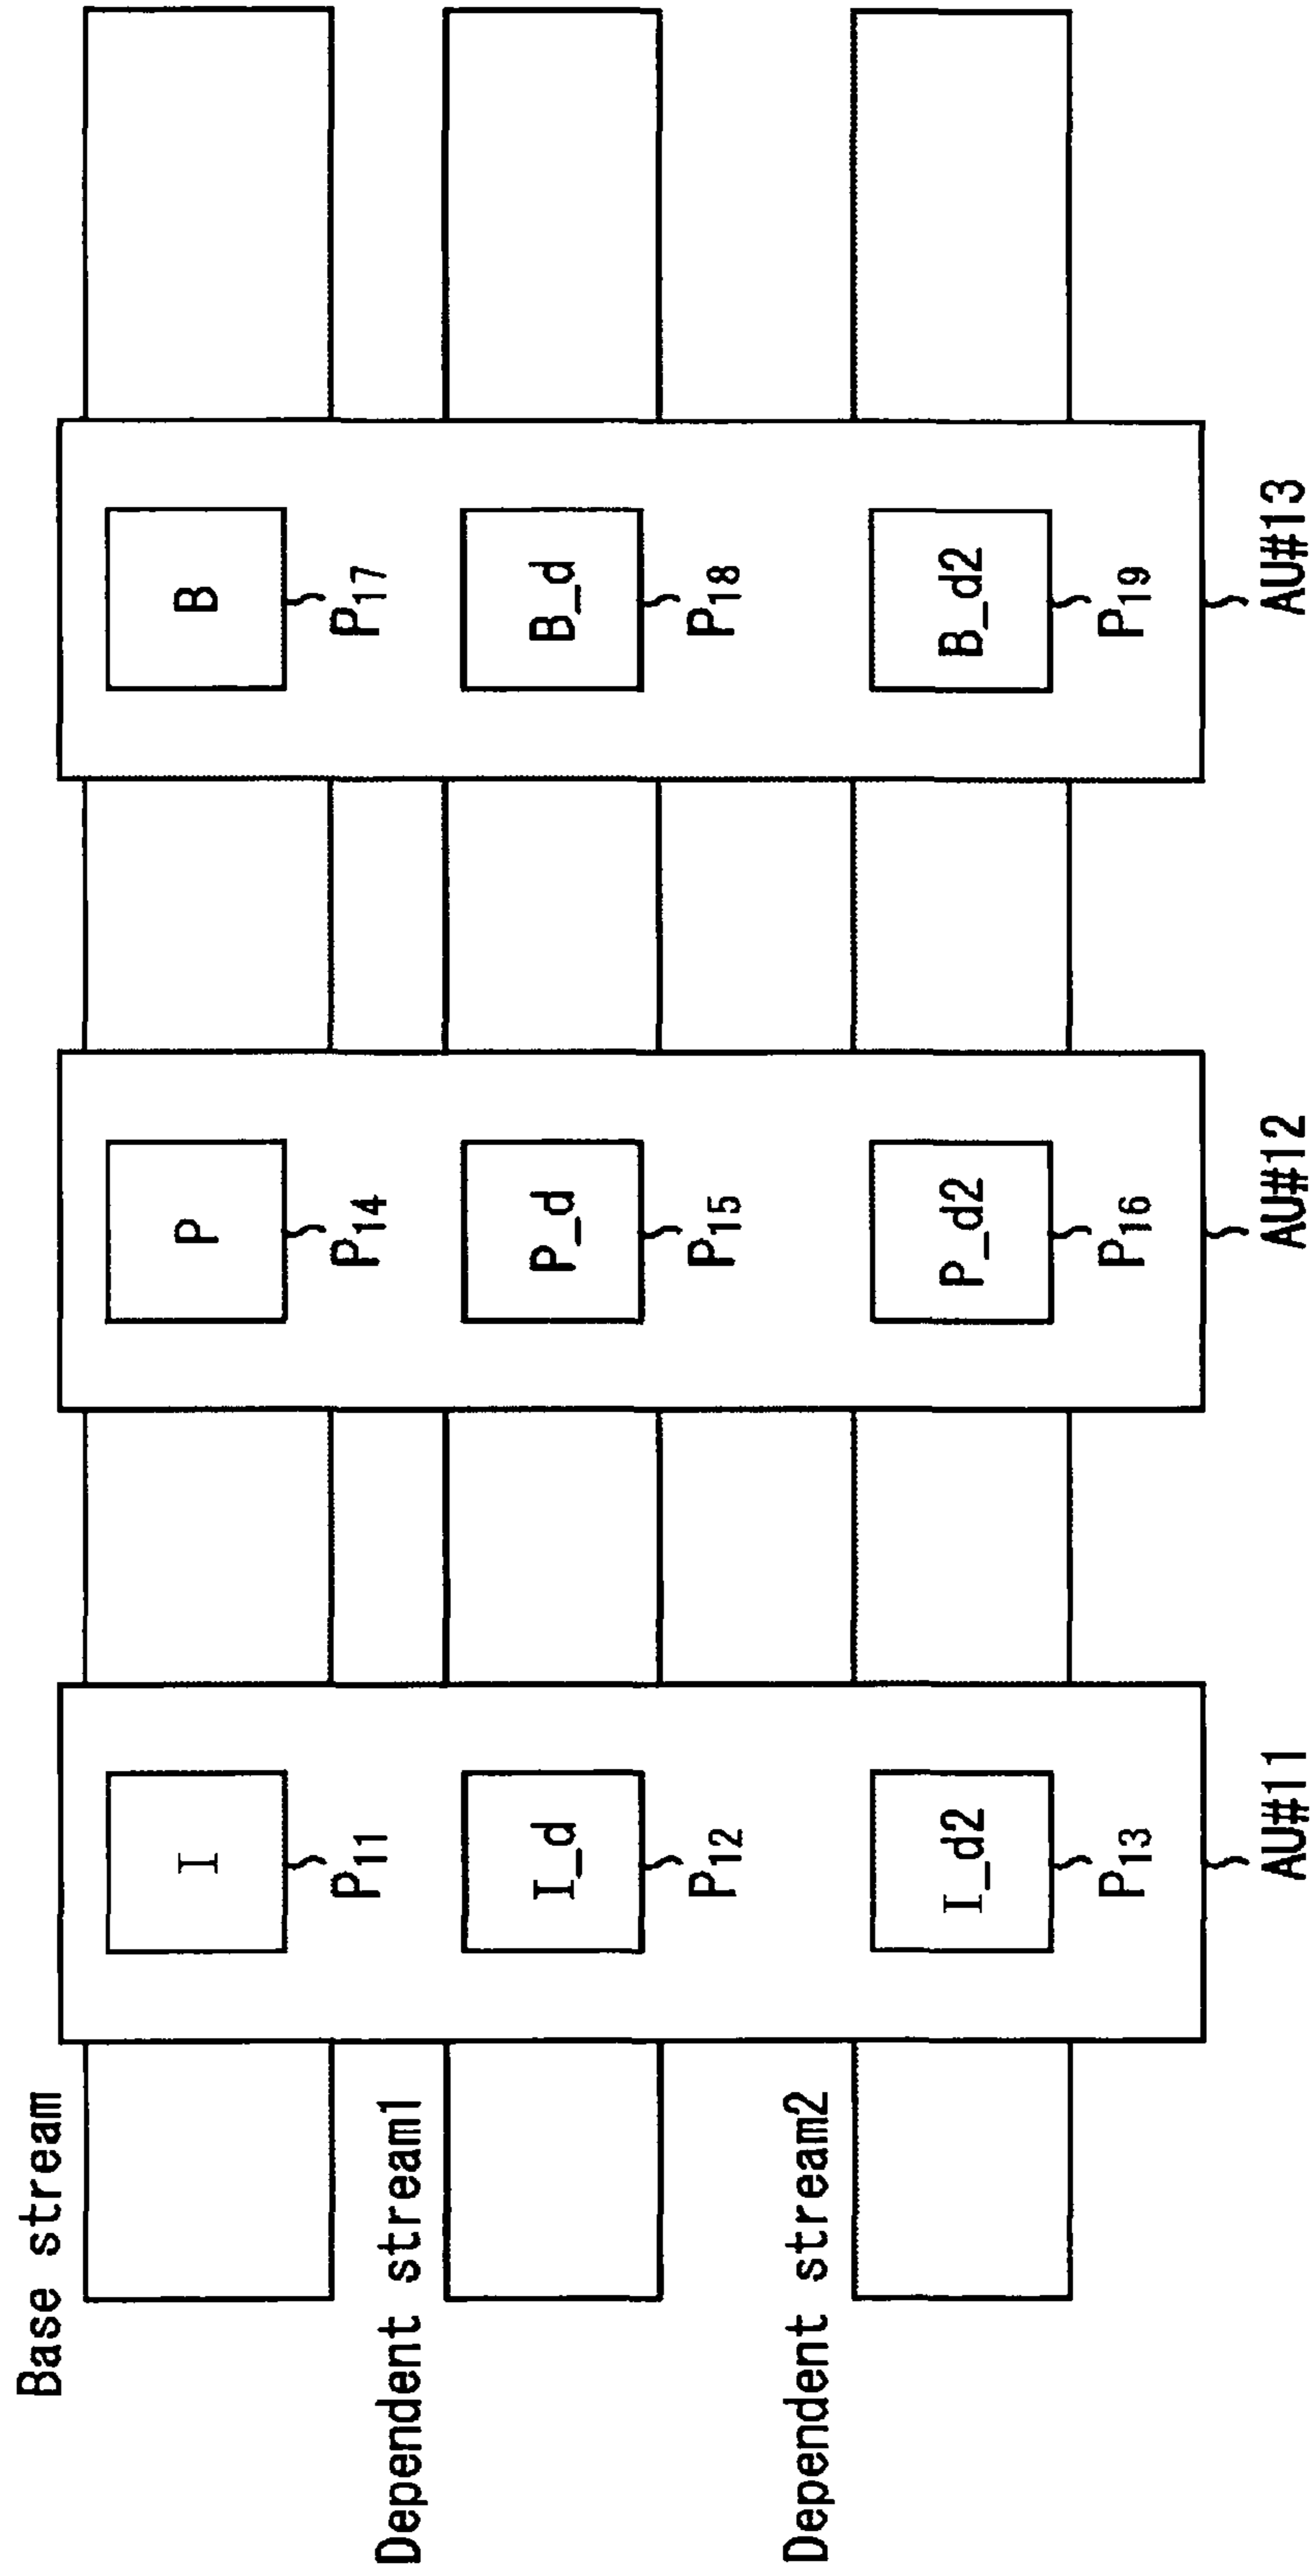 Base stream
I
P
B
P11
P14
P17
Dependent stream1
I_d
P_d
B_d
P12
P15
P18
Dependent stream2
I_d2
P_d2
B_d2
P13
P16
P19
AU#11
AU#12
AU#13